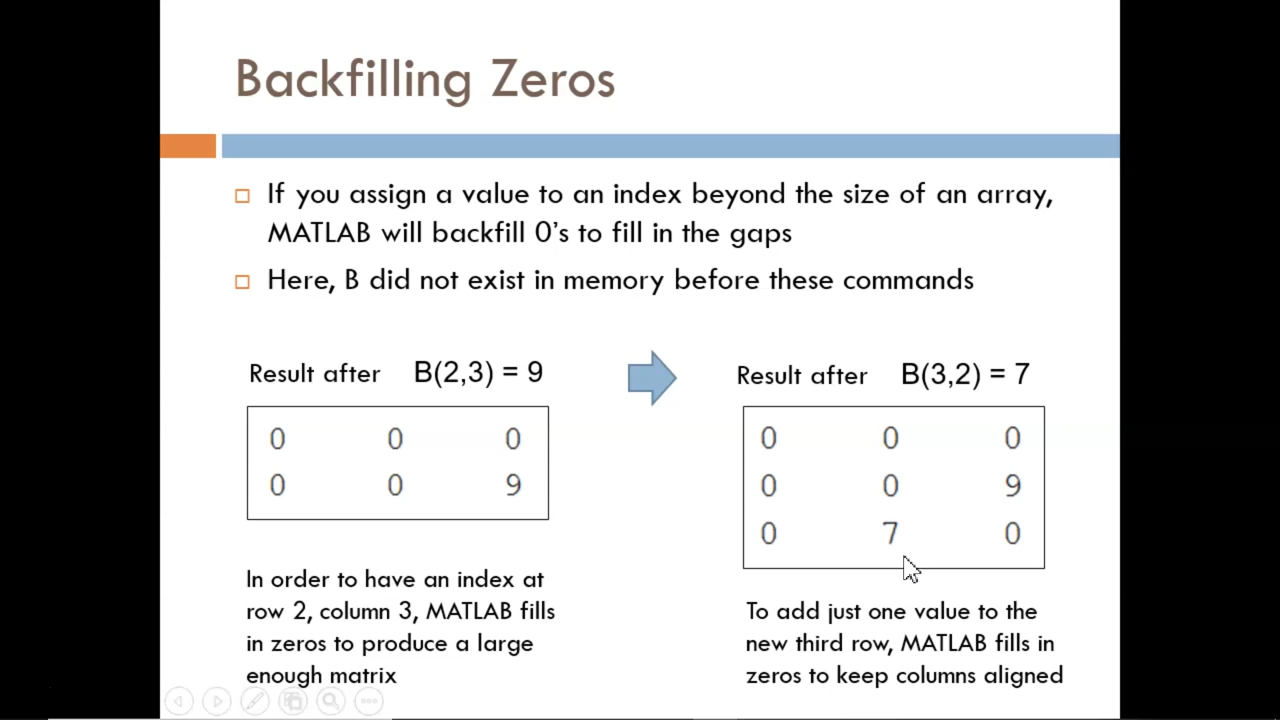 Backfilling Zeros
If you assign a value to an index beyond the size of an array,
MATLAB will backfill 0's to fill in the gaps
Here, B did not exist in memory before these commands
Result after B(2,3) = 9
0 0 0
0 0 9
In order to have an index at
row 2, column 3, MATLAB fills
in zeros to produce a large
enough matrix
Result after B(3,2) = 7
0 0 0
0 0 9
0 7 0
To add just one value to the
new third row, MATLAB fills in
zeros to keep columns aligned